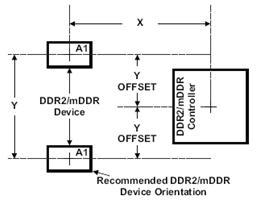 X
A1
Y
OFFSET
Y
DDR2/mDDR
Device
DDR2/mDDR
Controller
Y
OFFSET
A1
Recommended DDR2/mDDR
Device Orientation